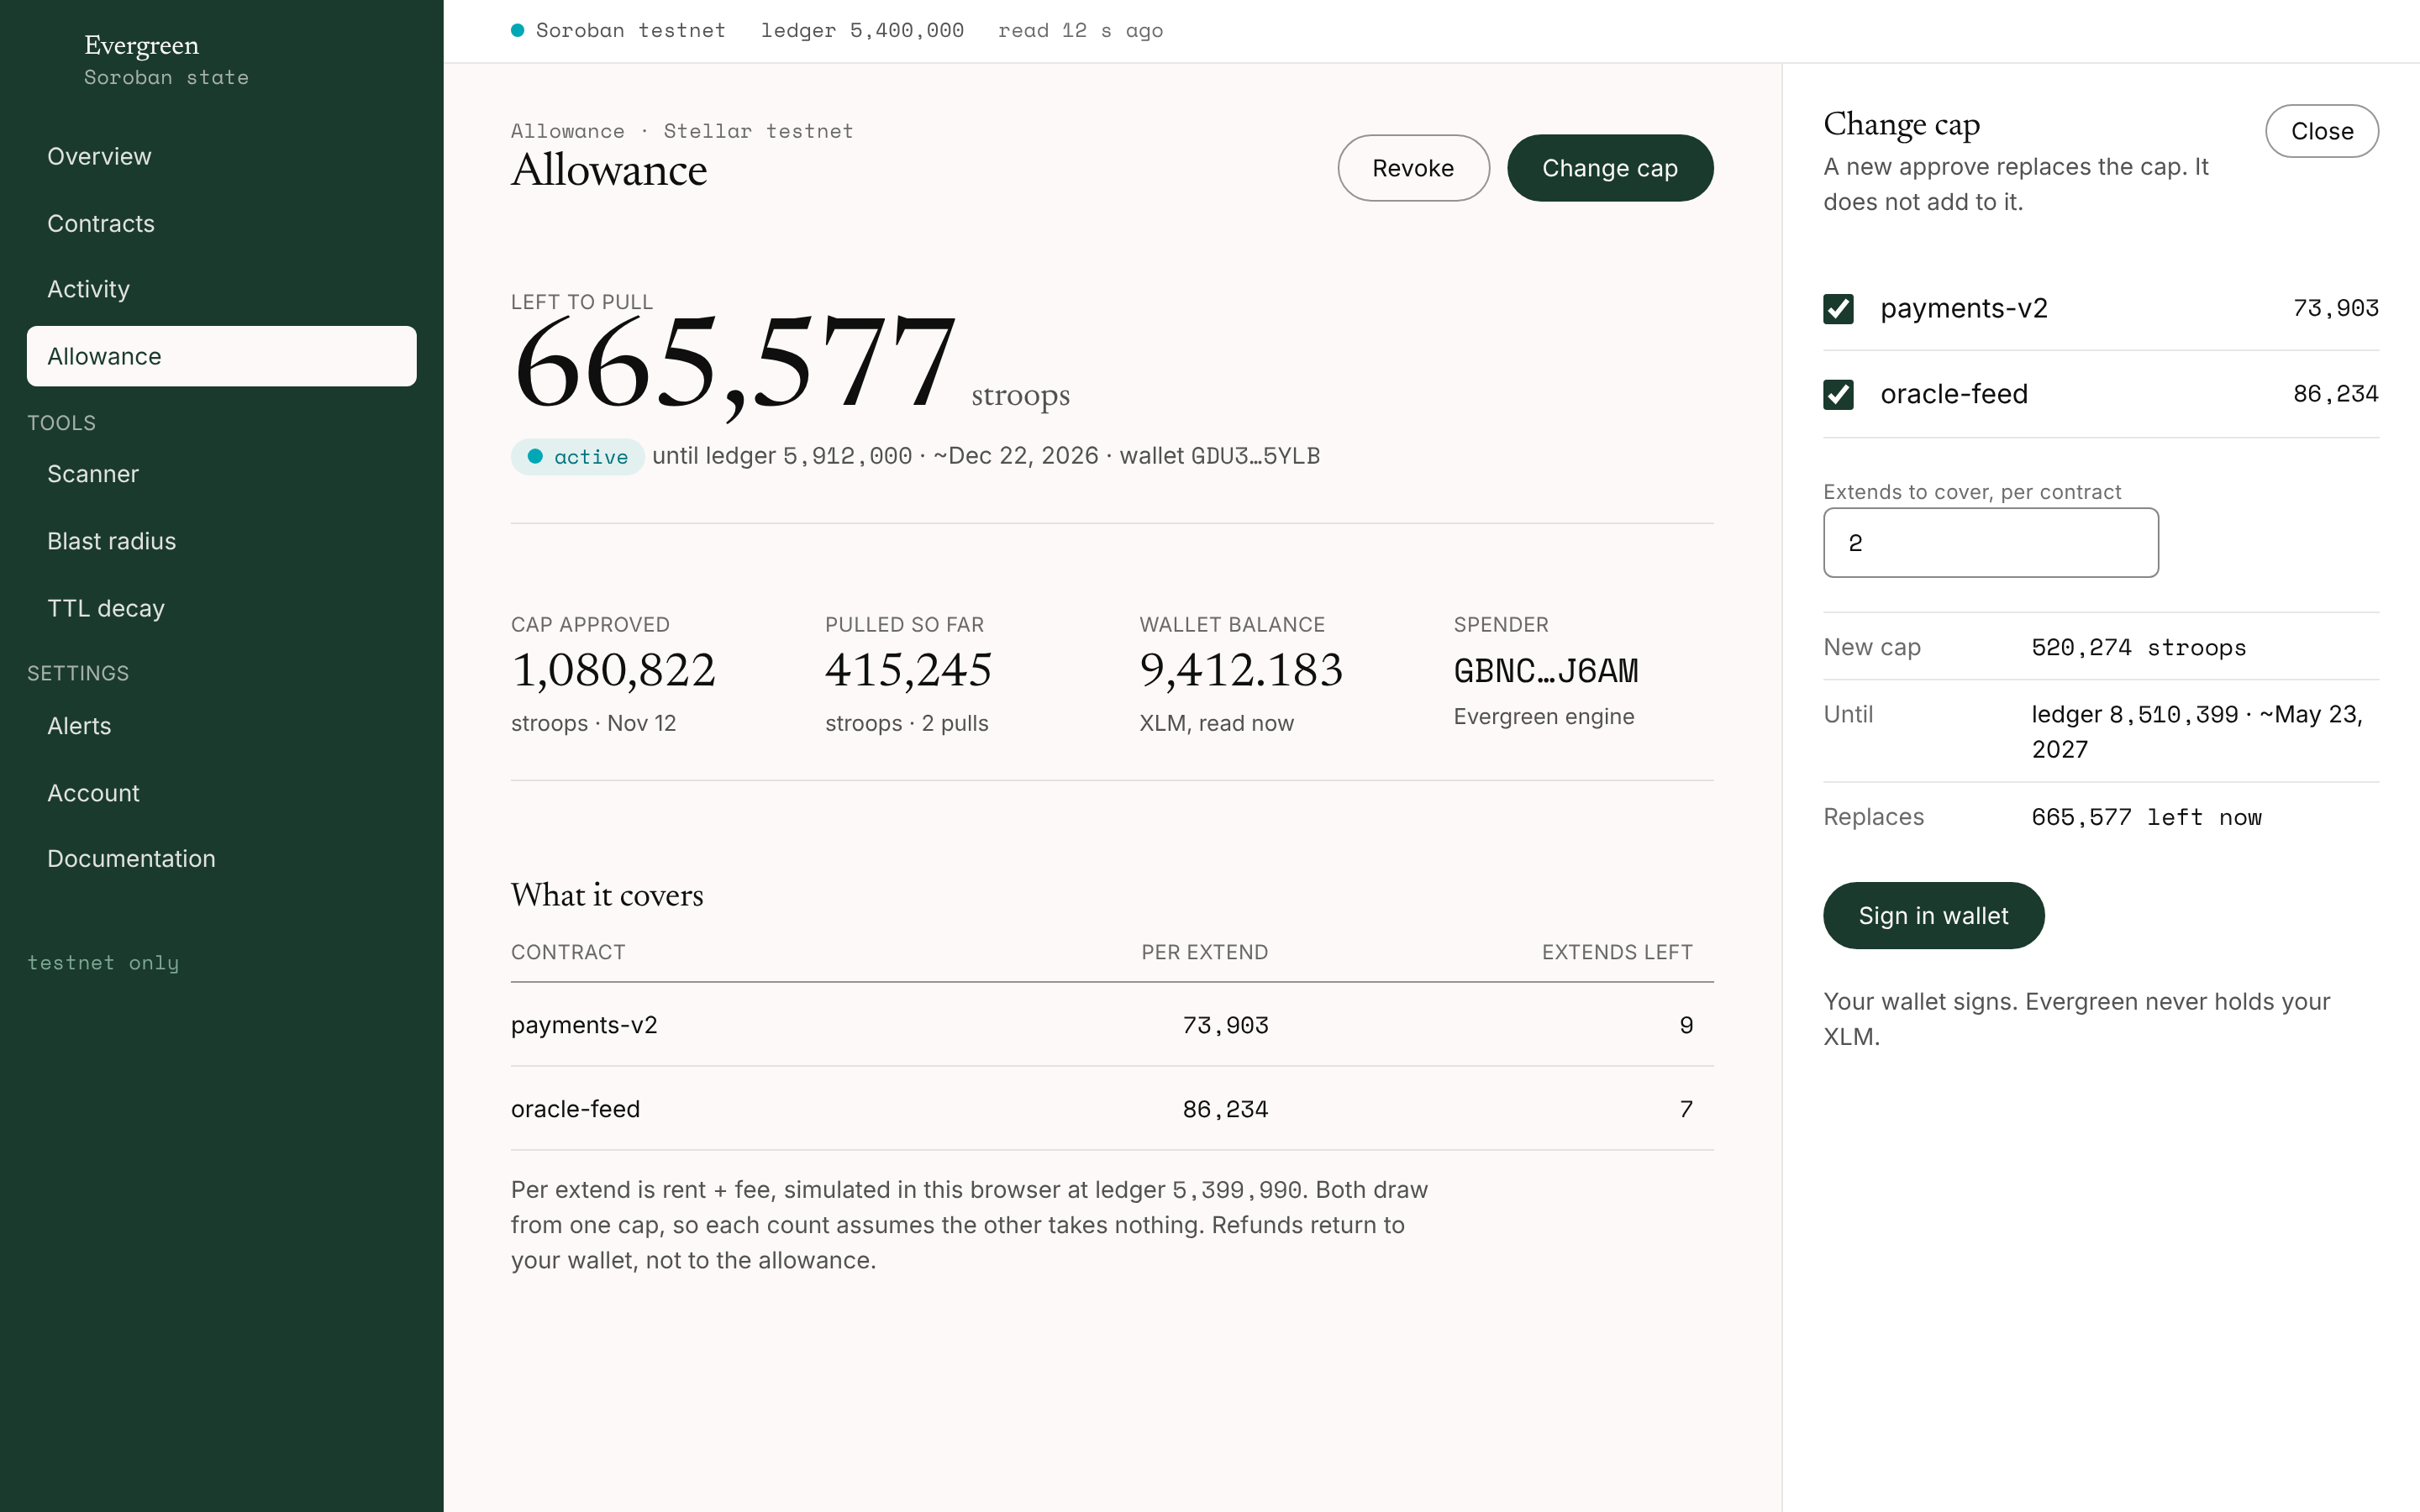 Evergreen
Soroban state
Overview
Contracts
Activity
Allowance
TOOLS
Scanner
Blast radius
TTL decay
SETTINGS
Alerts
Account
Documentation
testnet only
Soroban testnet ledger 5,400,000 read 12 s ago
Allowance · Stellar testnet
Allowance
Revoke
Change cap
LEFT TO PULL
665,577 stroops
active until ledger 5,912,000 · ~Dec 22, 2026 · wallet GDU3…5YLB
CAP APPROVED
1,080,822
stroops · Nov 12
PULLED SO FAR
415,245
stroops · 2 pulls
WALLET BALANCE
9,412.183
XLM, read now
SPENDER
GBNC…J6AM
Evergreen engine
What it covers
CONTRACT PER EXTEND EXTENDS LEFT
payments-v2 73,903 9
oracle-feed 86,234 7
Per extend is rent + fee, simulated in this browser at ledger 5,399,990. Both draw
from one cap, so each count assumes the other takes nothing. Refunds return to
your wallet, not to the allowance.
Change cap
Close
A new approve replaces the cap. It
does not add to it.
payments-v2 73,903
oracle-feed 86,234
Extends to cover, per contract
2
New cap 520,274 stroops
Until ledger 8,510,399 · ~May 23,
2027
Replaces 665,577 left now
Sign in wallet
Your wallet signs. Evergreen never holds your
XLM.